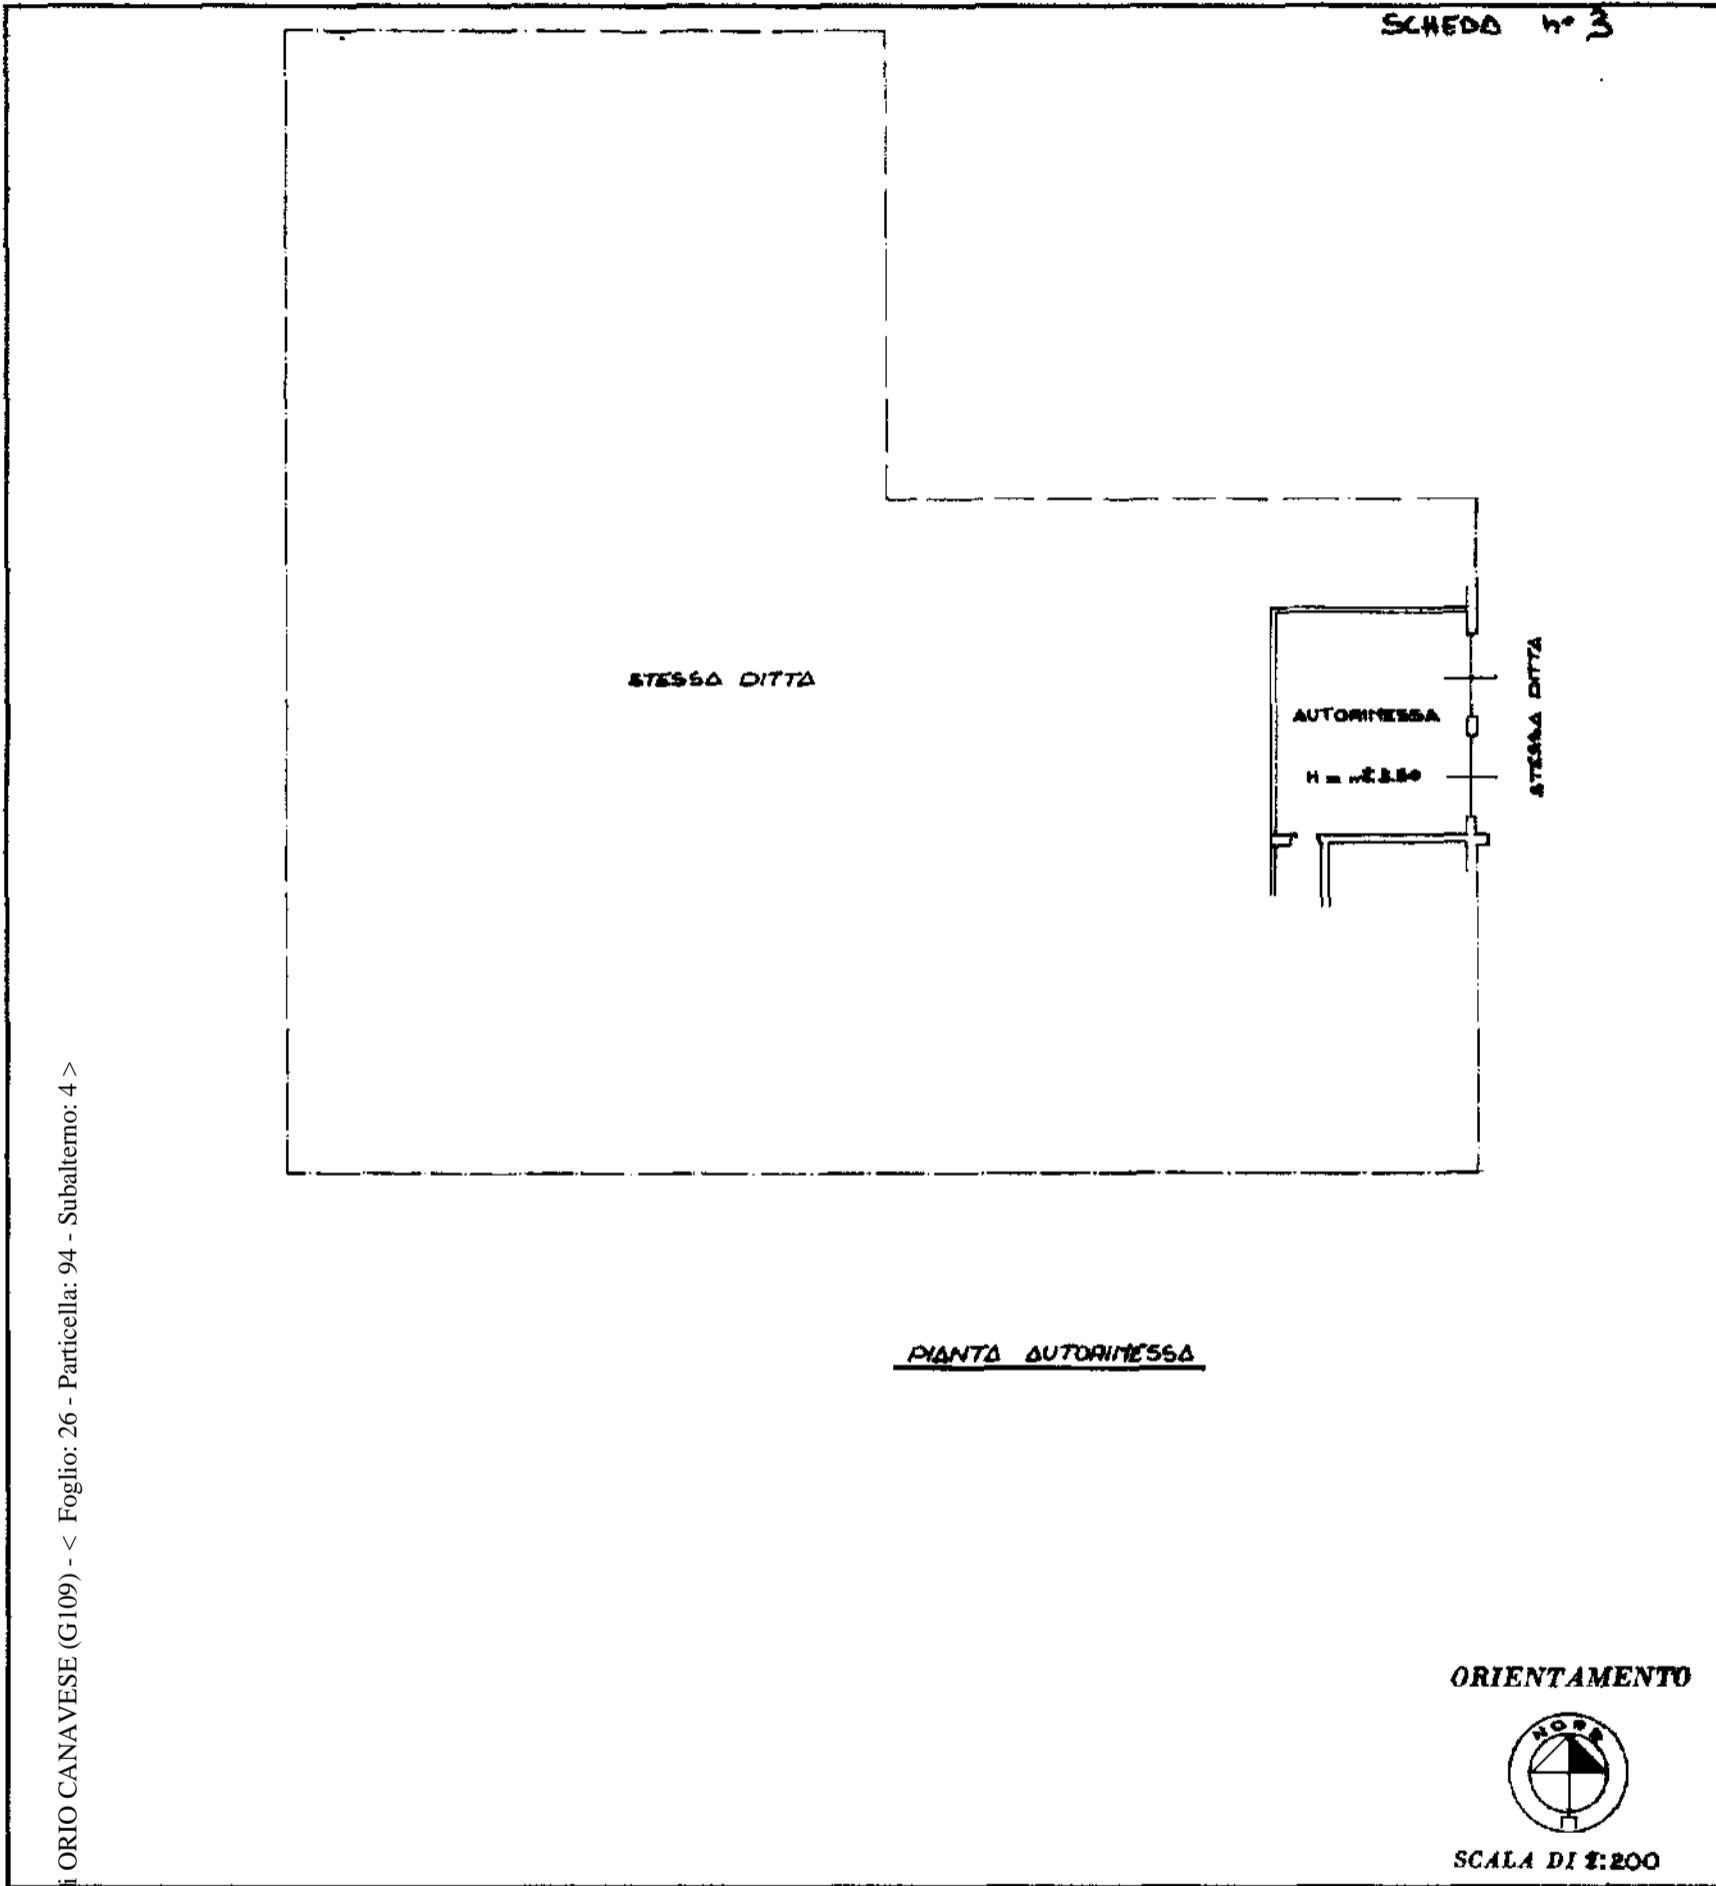 SCHEDA n° 3
STESSA DITTA
AUTORIMESSA
STESSA DITTA
H =
PIANTA AUTORIMESSA
i ORIO CANAVESE (G109) - < Foglio: 26 - Particella: 94 - Subalterno: 4 >
ORIENTAMENTO
NORD
SCALA DI 1:200